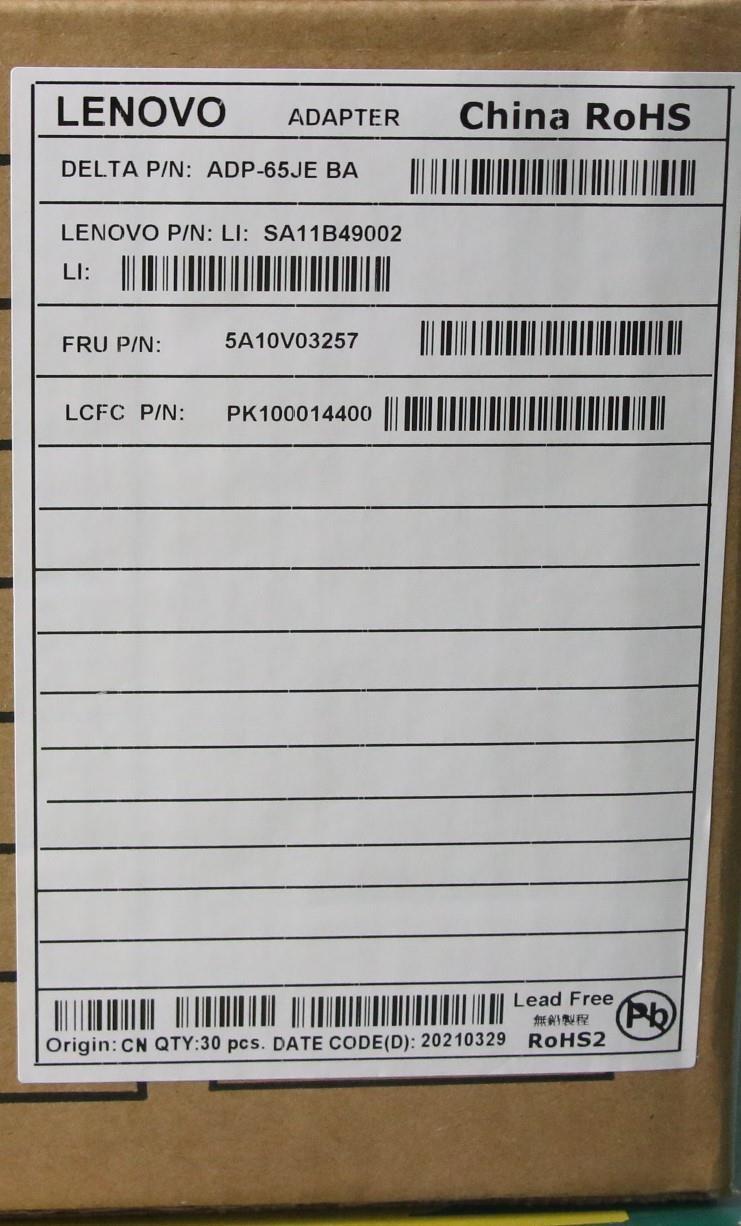 LENOVO ADAPTER China RoHS
DELTA P/N: ADP-65JE BA
LENOVO P/N: LI: SA11B49002
LI:
FRU P/N: 5A10V03257
LCFC P/N: PK100014400
Lead Free
無鉛製程
Pb
Origin: CN QTY:30 pcs. DATE CODE(D): 20210329 RoHS2